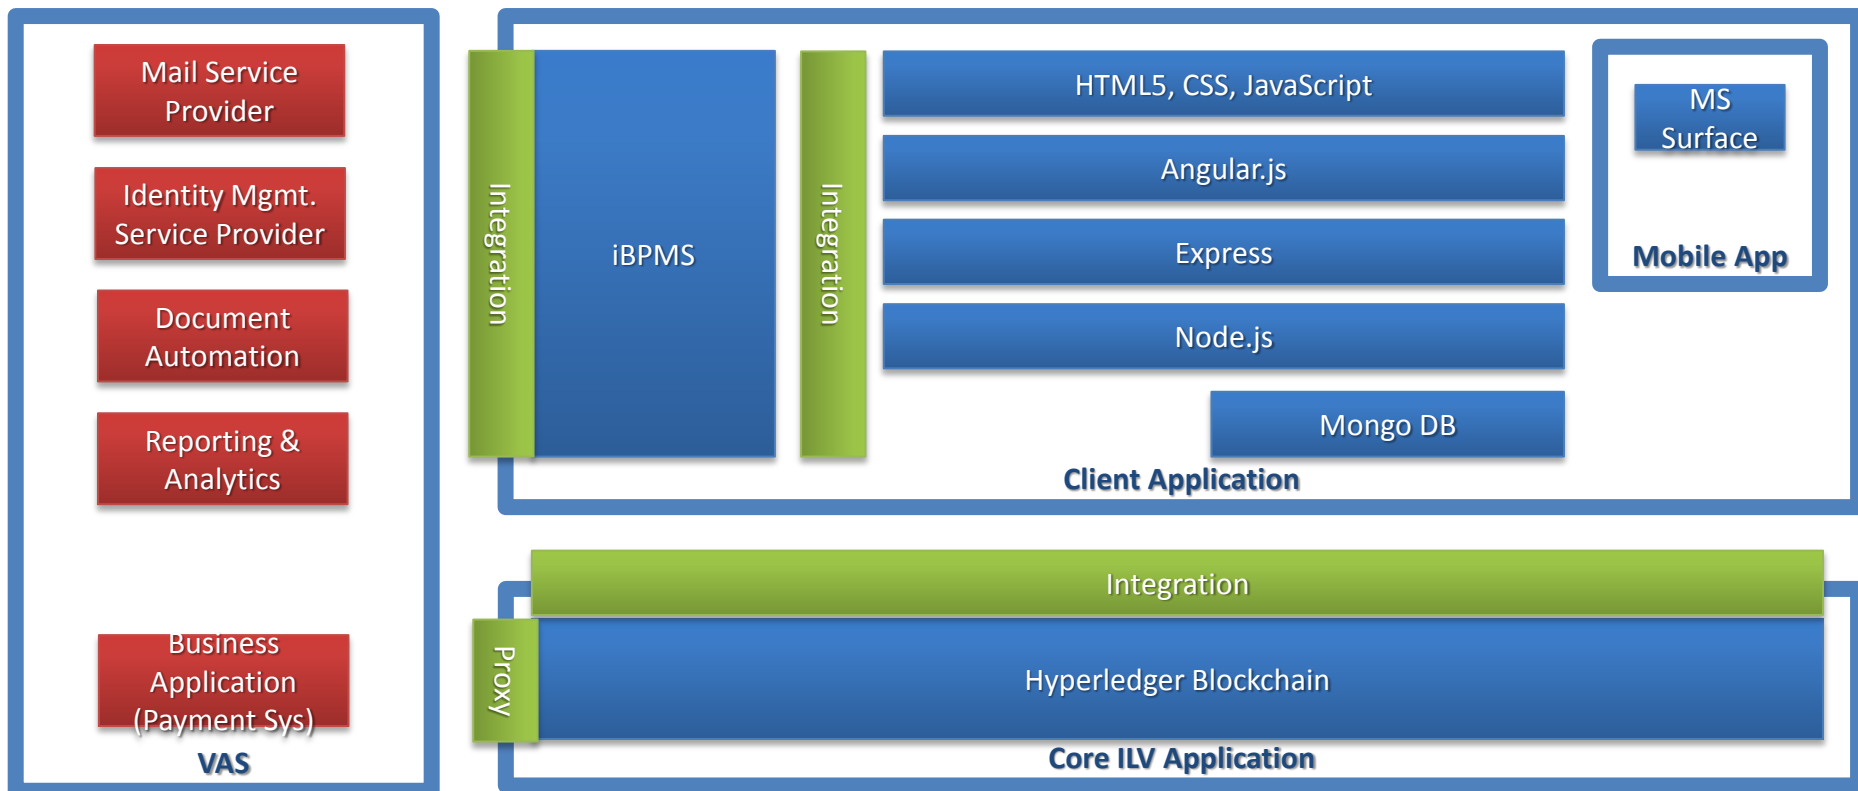 Mail Service
Provider
Identity Mgmt.
Service Provider
Document
Automation
Reporting &
Analytics
Business
Application
(Payment Sys)
VAS
Integration
iBPMS
Integration
HTML5, CSS, JavaScript
Angular.js
Express
Node.js
Mongo DB
MS
Surface
Mobile App
Client Application
Integration
Proxy
Hyperledger Blockchain
Core ILV Application